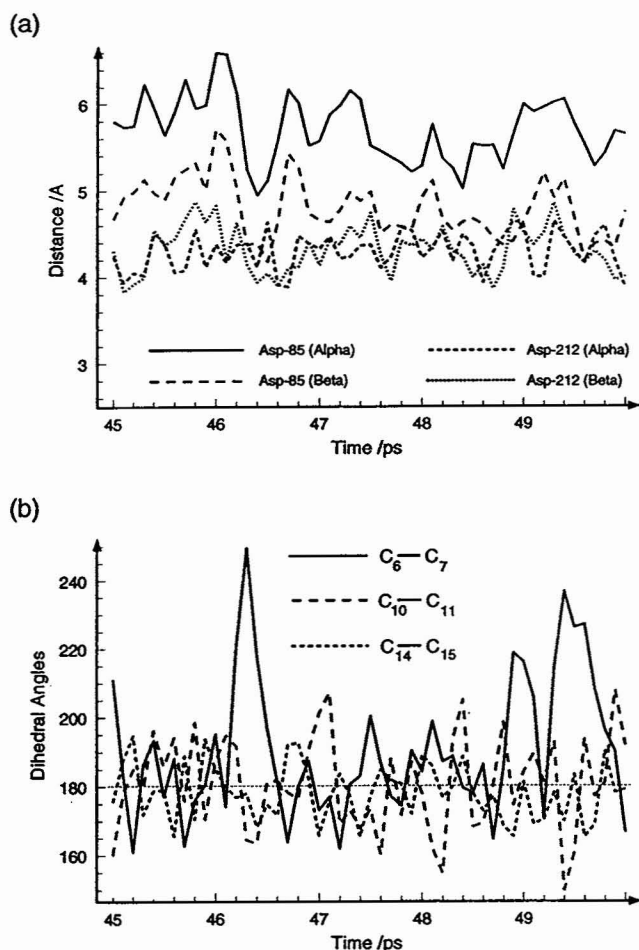 (a)
Distance /A
6
5
4
3
Asp-85 (Alpha)
Asp-212 (Alpha)
Asp-85 (Beta)
Asp-212 (Beta)
45 46 47 48 49
Time /ps
(b)
Dihedral Angles
240
220
200
180
160
C6 — C7
C10 — C11
C14 — C15
45 46 47 48 49
Time /ps